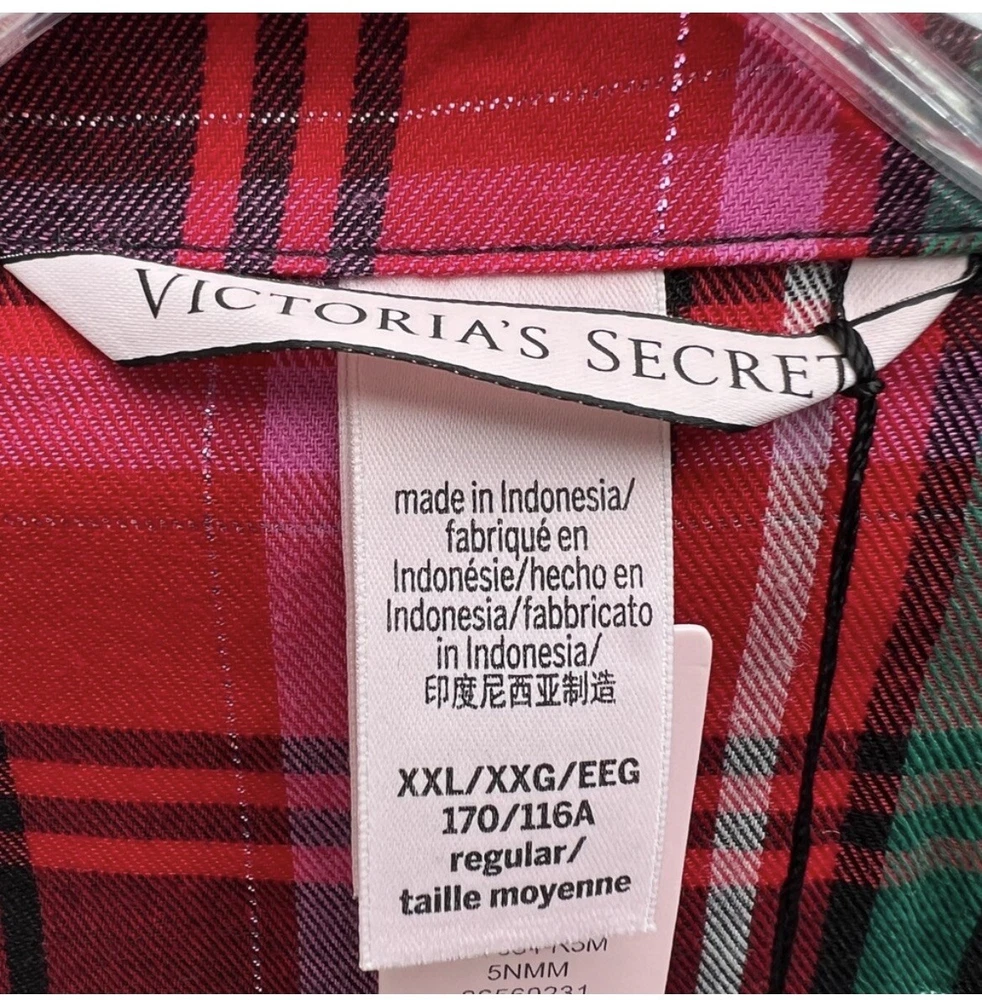 VICTORIA'S SECRET
made in Indonesia/
fabriqué en
Indonésie/hecho en
Indonesia/fabbricato
in Indonesia/
印度尼西亚制造
XXL/XXG/EEG
170/116A
regular/
taille moyenne
5NMM